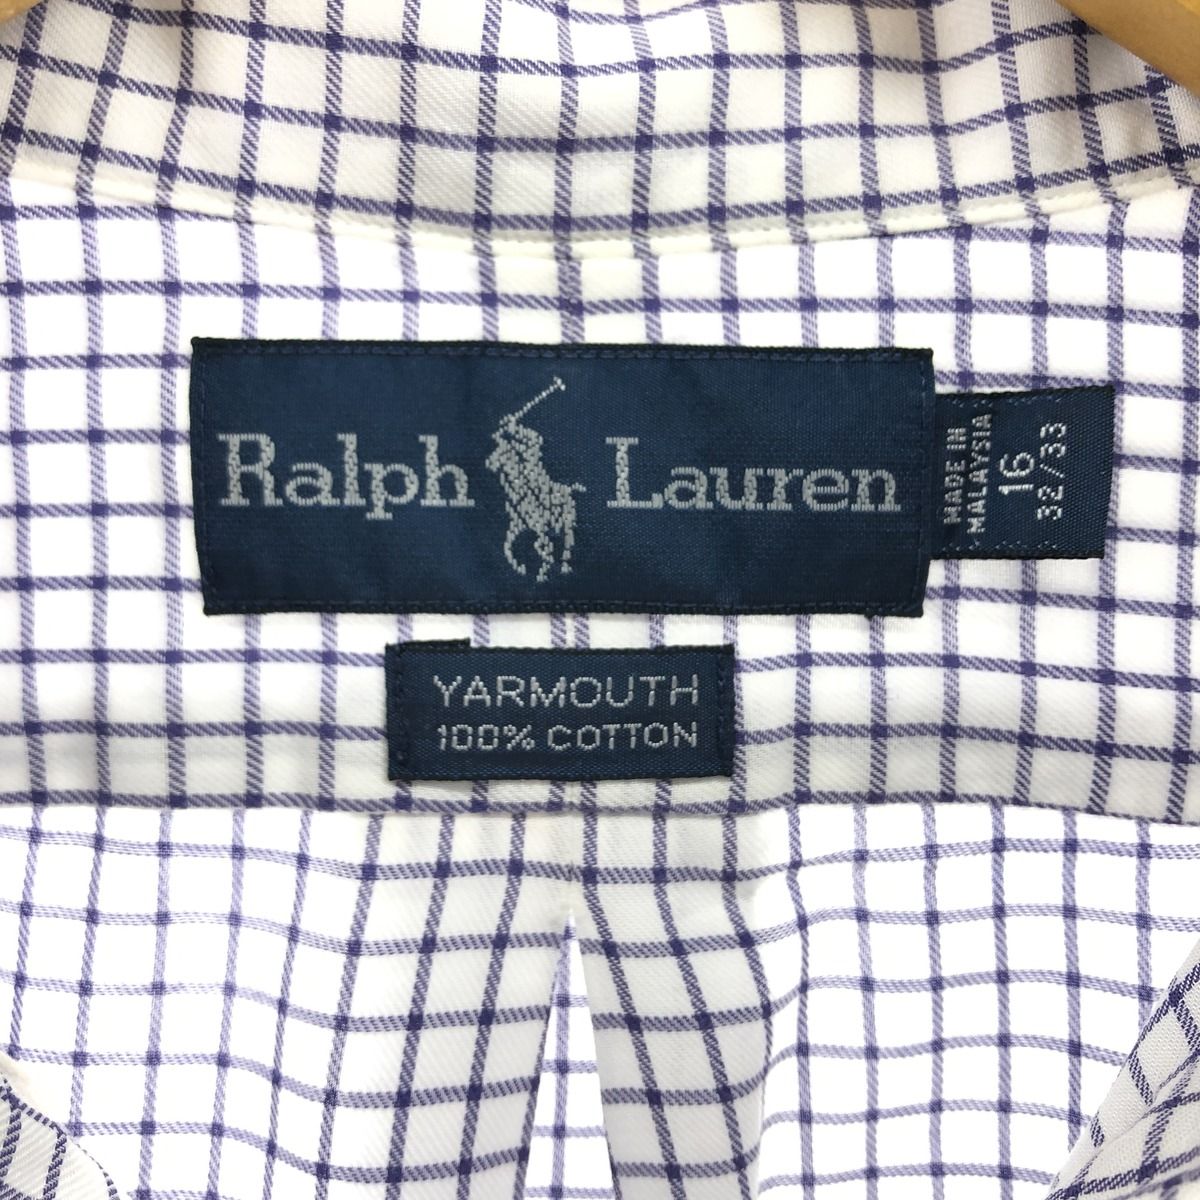 Ralph Lauren
MADE IN
MALAYSIA
16
32/33
YARMOUTH
100% COTTON